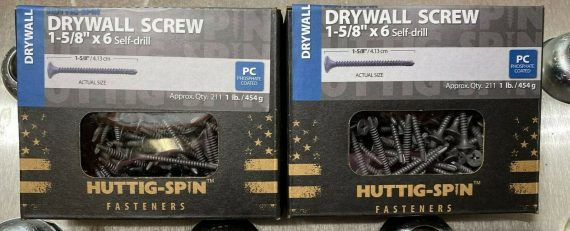 DRYWALL
DRYWALL SCREW
1-5/8" x 6 Self-drill
1-5/8" / 4.13 cm
ACTUAL SIZE
PC
PHOSPHATE
COATED
Approx. Qty. 211 1 lb. / 454 g
HUTTIG-SPIN™
FASTENERS
DRYWALL
DRYWALL SCREW
1-5/8" x 6 Self-drill
1-5/8" / 4.13 cm
ACTUAL SIZE
PC
PHOSPHATE
COATED
Approx. Qty. 211 1 lb. / 454 g
HUTTIG-SPIN™
FASTENERS